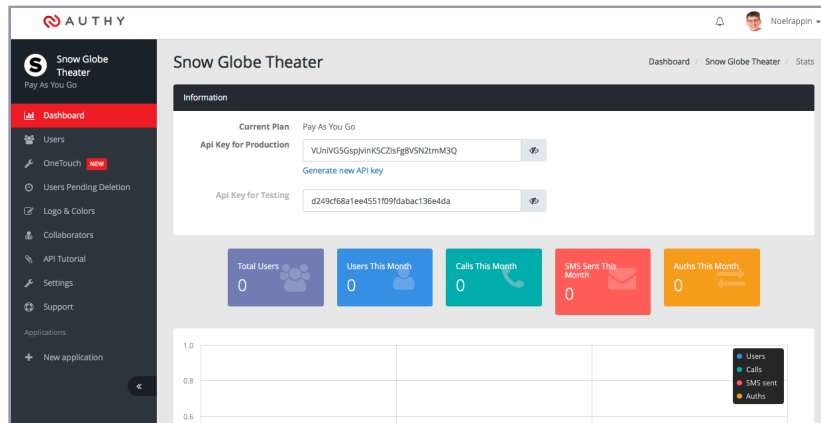 AUTHY
Noelrappin
Snow Globe
Theater
Pay As You Go
Dashboard
Users
OneTouch NEW
Users Pending Deletion
Logo & Colors
Collaborators
API Tutorial
Settings
Support
Applications
New application
Snow Globe Theater
Dashboard / Snow Globe Theater / Stats
Information
Current Plan Pay As You Go
Api Key for Production VUniVG5GspJvinK5CZIsFg8VSN2tmM3Q
Generate new API key
Api Key for Testing d249cf68a1ee4551f09fdabac136e4da
Total Users
0
Users This Month
0
Calls This Month
0
SMS Sent This
Month
0
Auths This Month
0
1.0
0.8
0.6
Users
Calls
SMS sent
Auths